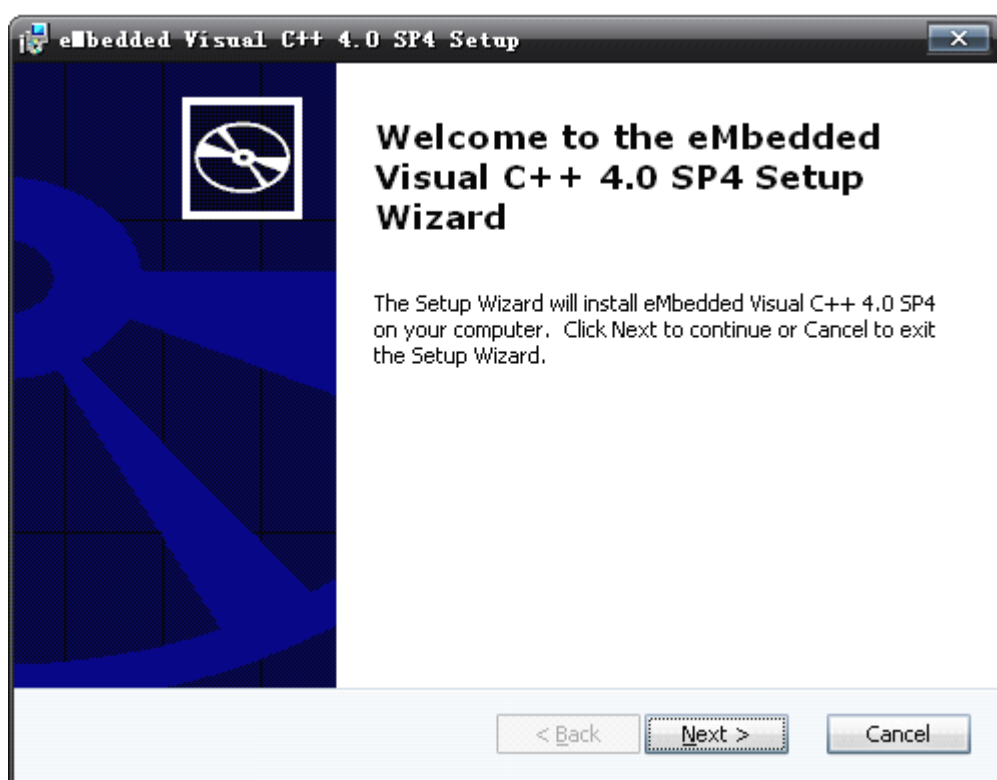 eMbedded Visual C++ 4.0 SP4 Setup
Welcome to the eMbedded
Visual C++ 4.0 SP4 Setup
Wizard
The Setup Wizard will install eMbedded Visual C++ 4.0 SP4
on your computer. Click Next to continue or Cancel to exit
the Setup Wizard.
< Back Next > Cancel